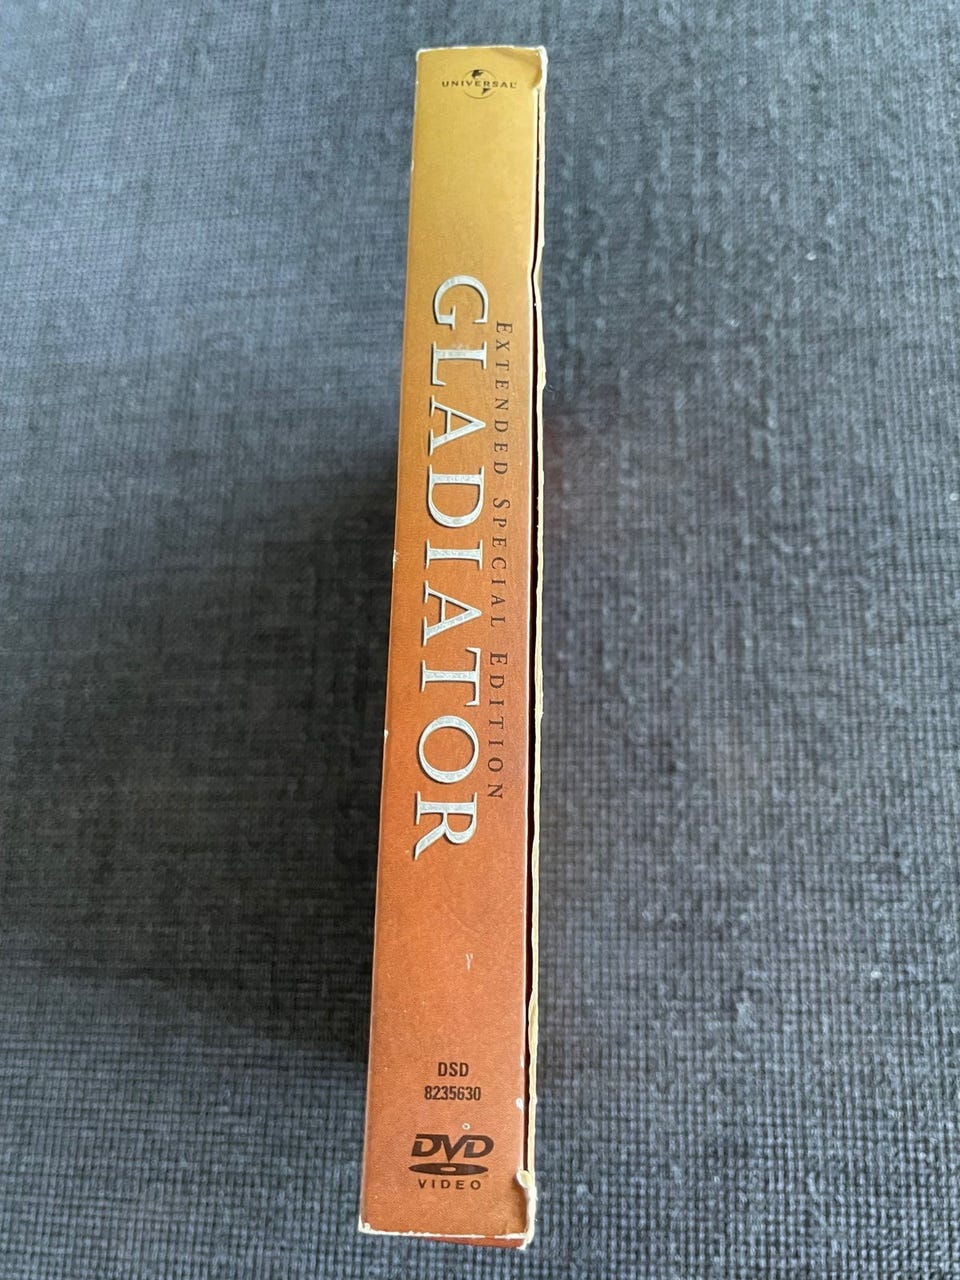 UNIVERSAL
EXTENDED SPECIAL EDITION
GLADIATOR
DSD
8235630
DVD
VIDEO